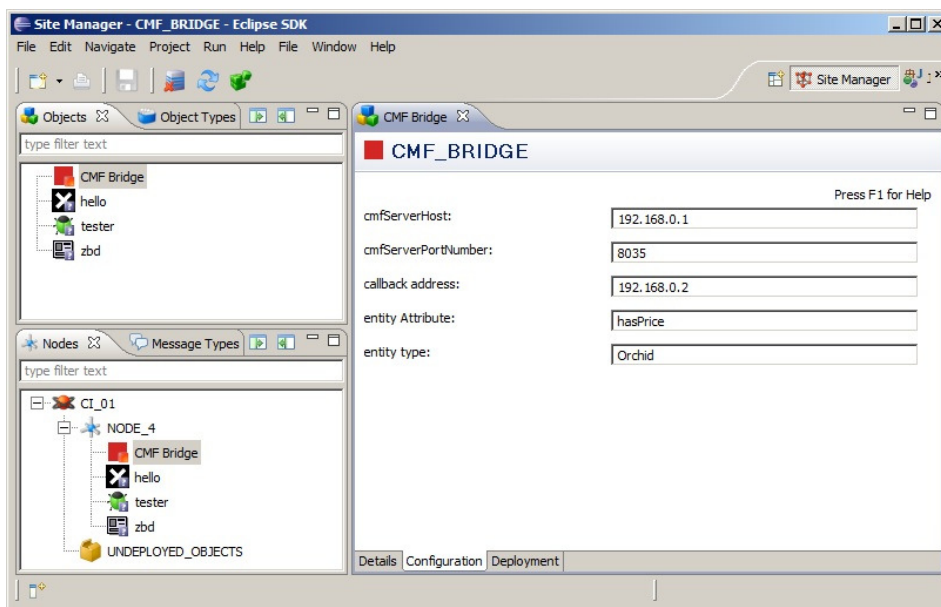 Site Manager - CMF_BRIDGE - Eclipse SDK
File Edit Navigate Project Run Help File Window Help
Site Manager
Objects
Object Types
type filter text
CMF Bridge
hello
tester
zbd
Nodes
Message Types
type filter text
CI_01
NODE_4
CMF Bridge
hello
tester
zbd
UNDEPLOYED_OBJECTS
CMF Bridge
CMF_BRIDGE
Press F1 for Help
cmfServerHost: 192.168.0.1
cmfServerPortNumber: 8035
callback address: 192.168.0.2
entity Attribute: hasPrice
entity type: Orchid
Details Configuration Deployment